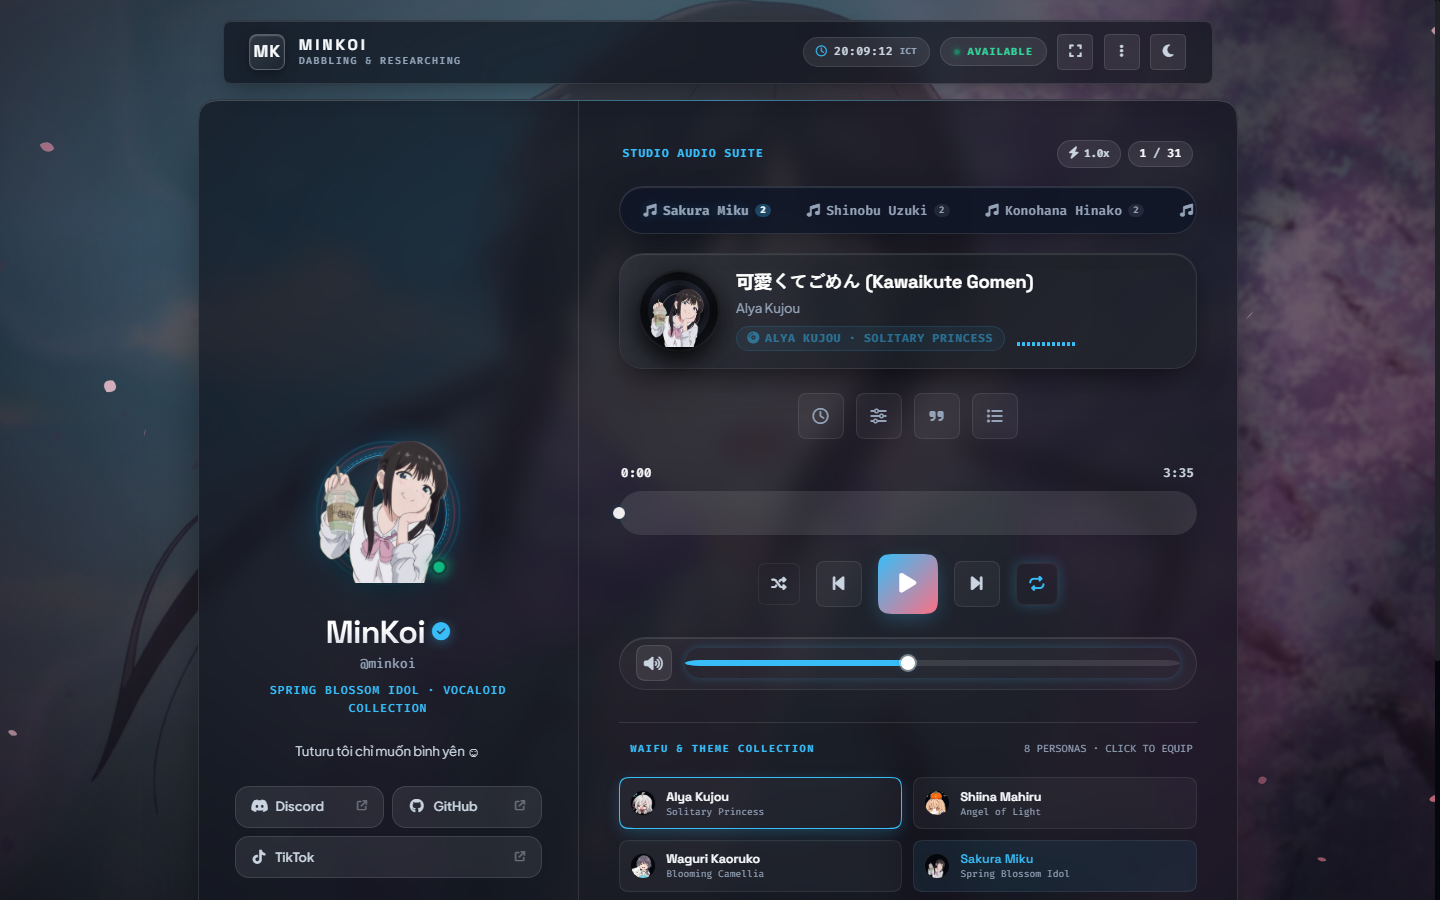 MK
MINKOI
DABBLING & RESEARCHING
20:09:12 ICT
AVAILABLE
STUDIO AUDIO SUITE
1.0x
1 / 31
Sakura Miku 2
Shinobu Uzuki 2
Konohana Hinako 2
可愛くてごめん (Kawaikute Gomen)
Alya Kujou
ALYA KUJOU · SOLITARY PRINCESS
0:00
3:35
MinKoi
@minkoi
SPRING BLOSSOM IDOL · VOCALOID
COLLECTION
Tuturu tôi chỉ muốn bình yên ☺
Discord
GitHub
TikTok
WAIFU & THEME COLLECTION
8 PERSONAS · CLICK TO EQUIP
Alya Kujou
Solitary Princess
Shiina Mahiru
Angel of Light
Waguri Kaoruko
Blooming Camellia
Sakura Miku
Spring Blossom Idol